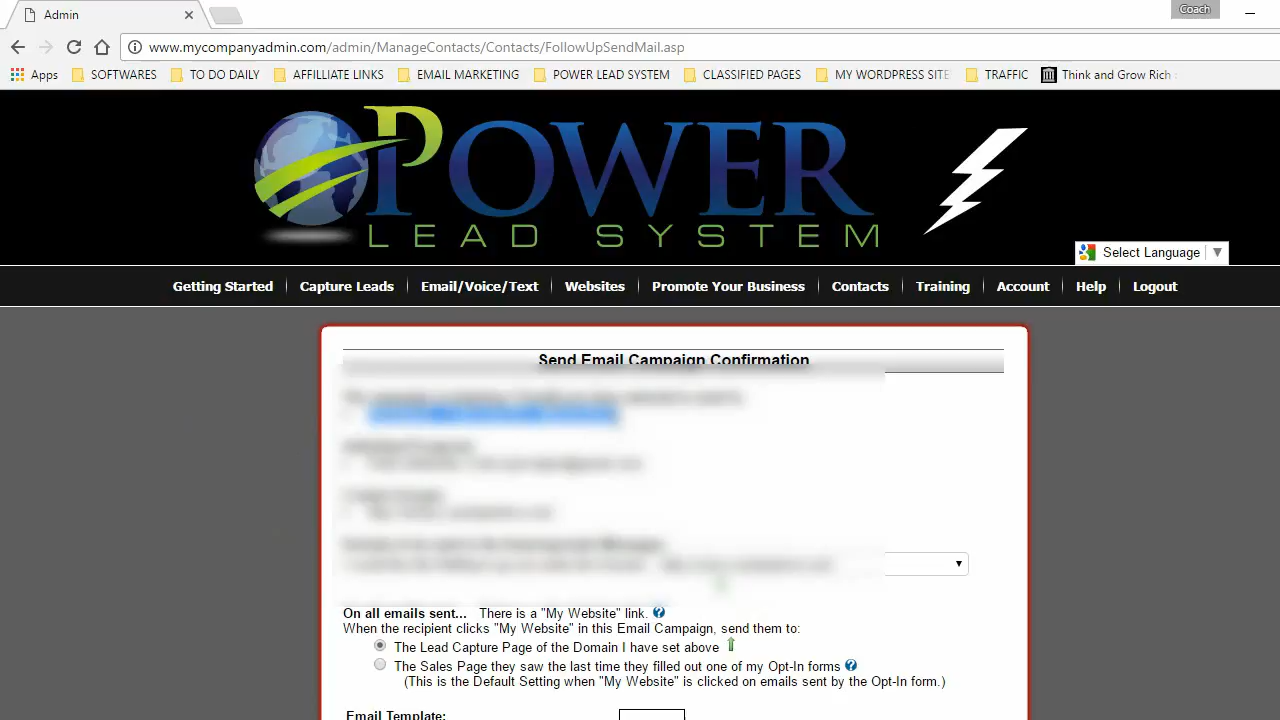 Admin
Coach
www.mycompanyadmin.com/admin/ManageContacts/Contacts/FollowUpSendMail.asp
Apps SOFTWARES TO DO DAILY AFFILLIATE LINKS EMAIL MARKETING POWER LEAD SYSTEM CLASSIFIED PAGES MY WORDPRESS SITE TRAFFIC Think and Grow Rich
POWER
LEAD SYSTEM
Select Language
Getting Started Capture Leads Email/Voice/Text Websites Promote Your Business Contacts Training Account Help Logout
Send Email Campaign Confirmation
On all emails sent... There is a "My Website" link.
When the recipient clicks "My Website" in this Email Campaign, send them to:
The Lead Capture Page of the Domain I have set above
The Sales Page they saw the last time they filled out one of my Opt-In forms
(This is the Default Setting when "My Website" is clicked on emails sent by the Opt-In form.)
Email Template: